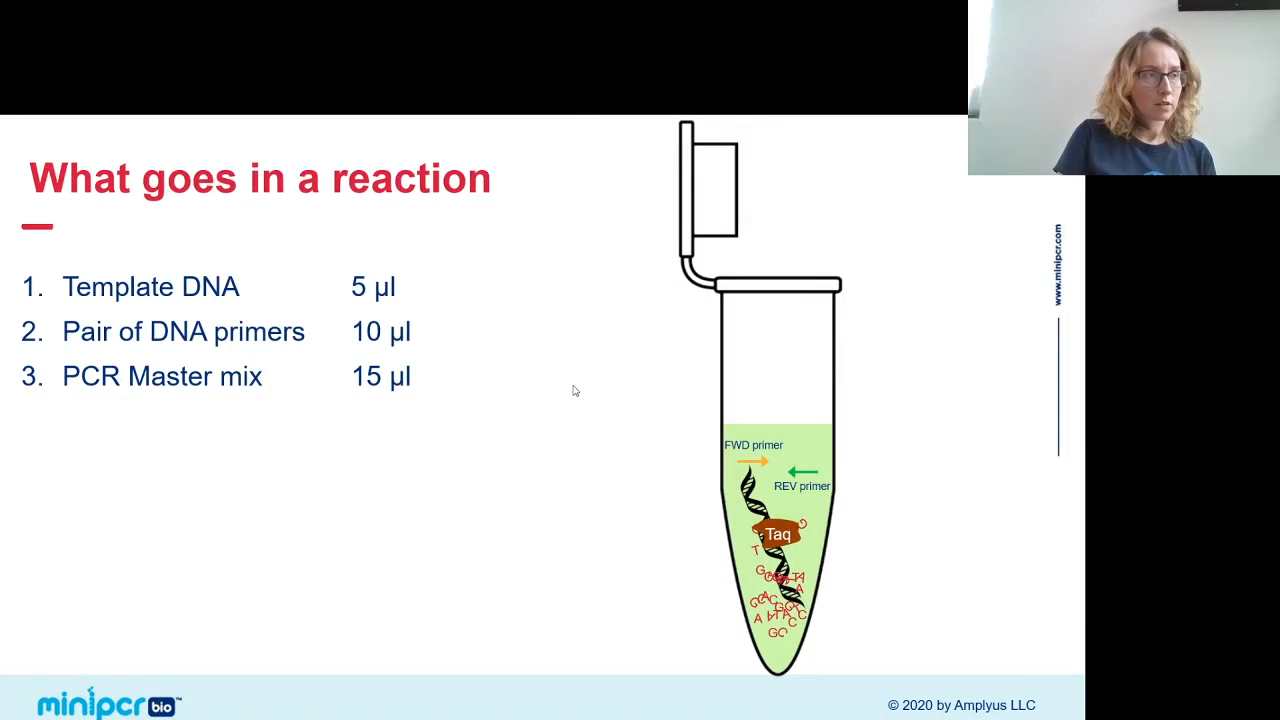 What goes in a reaction
1. Template DNA 5 µl
2. Pair of DNA primers 10 µl
3. PCR Master mix 15 µl
FWD primer
REV primer
Taq
www.minipcr.com
minipcr bio™
© 2020 by Amplyus LLC